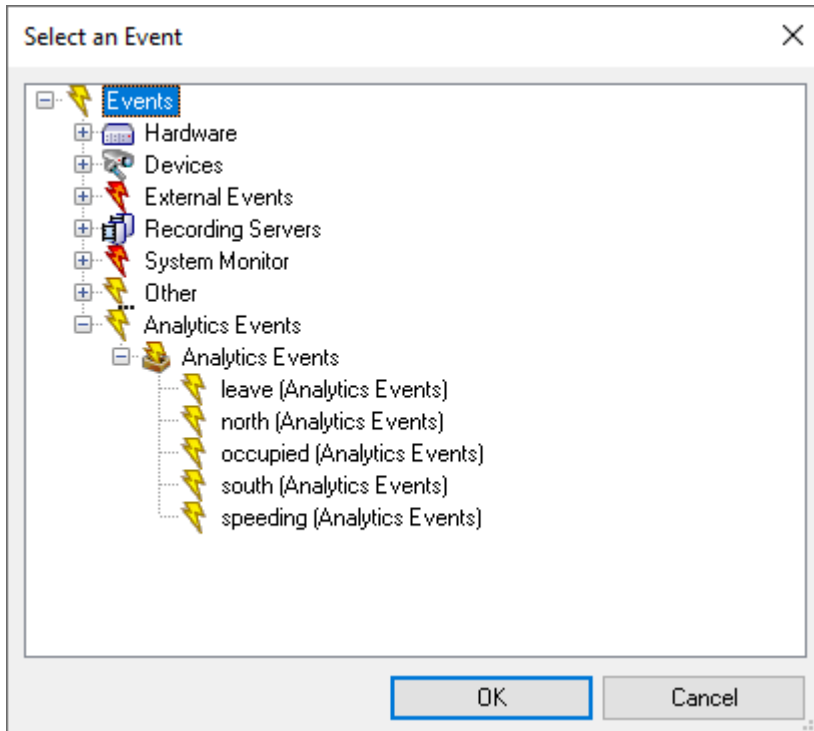 Select an Event
Events
Hardware
Devices
External Events
Recording Servers
System Monitor
Other
Analytics Events
Analytics Events
leave (Analytics Events)
north (Analytics Events)
occupied (Analytics Events)
south (Analytics Events)
speeding (Analytics Events)
OK Cancel